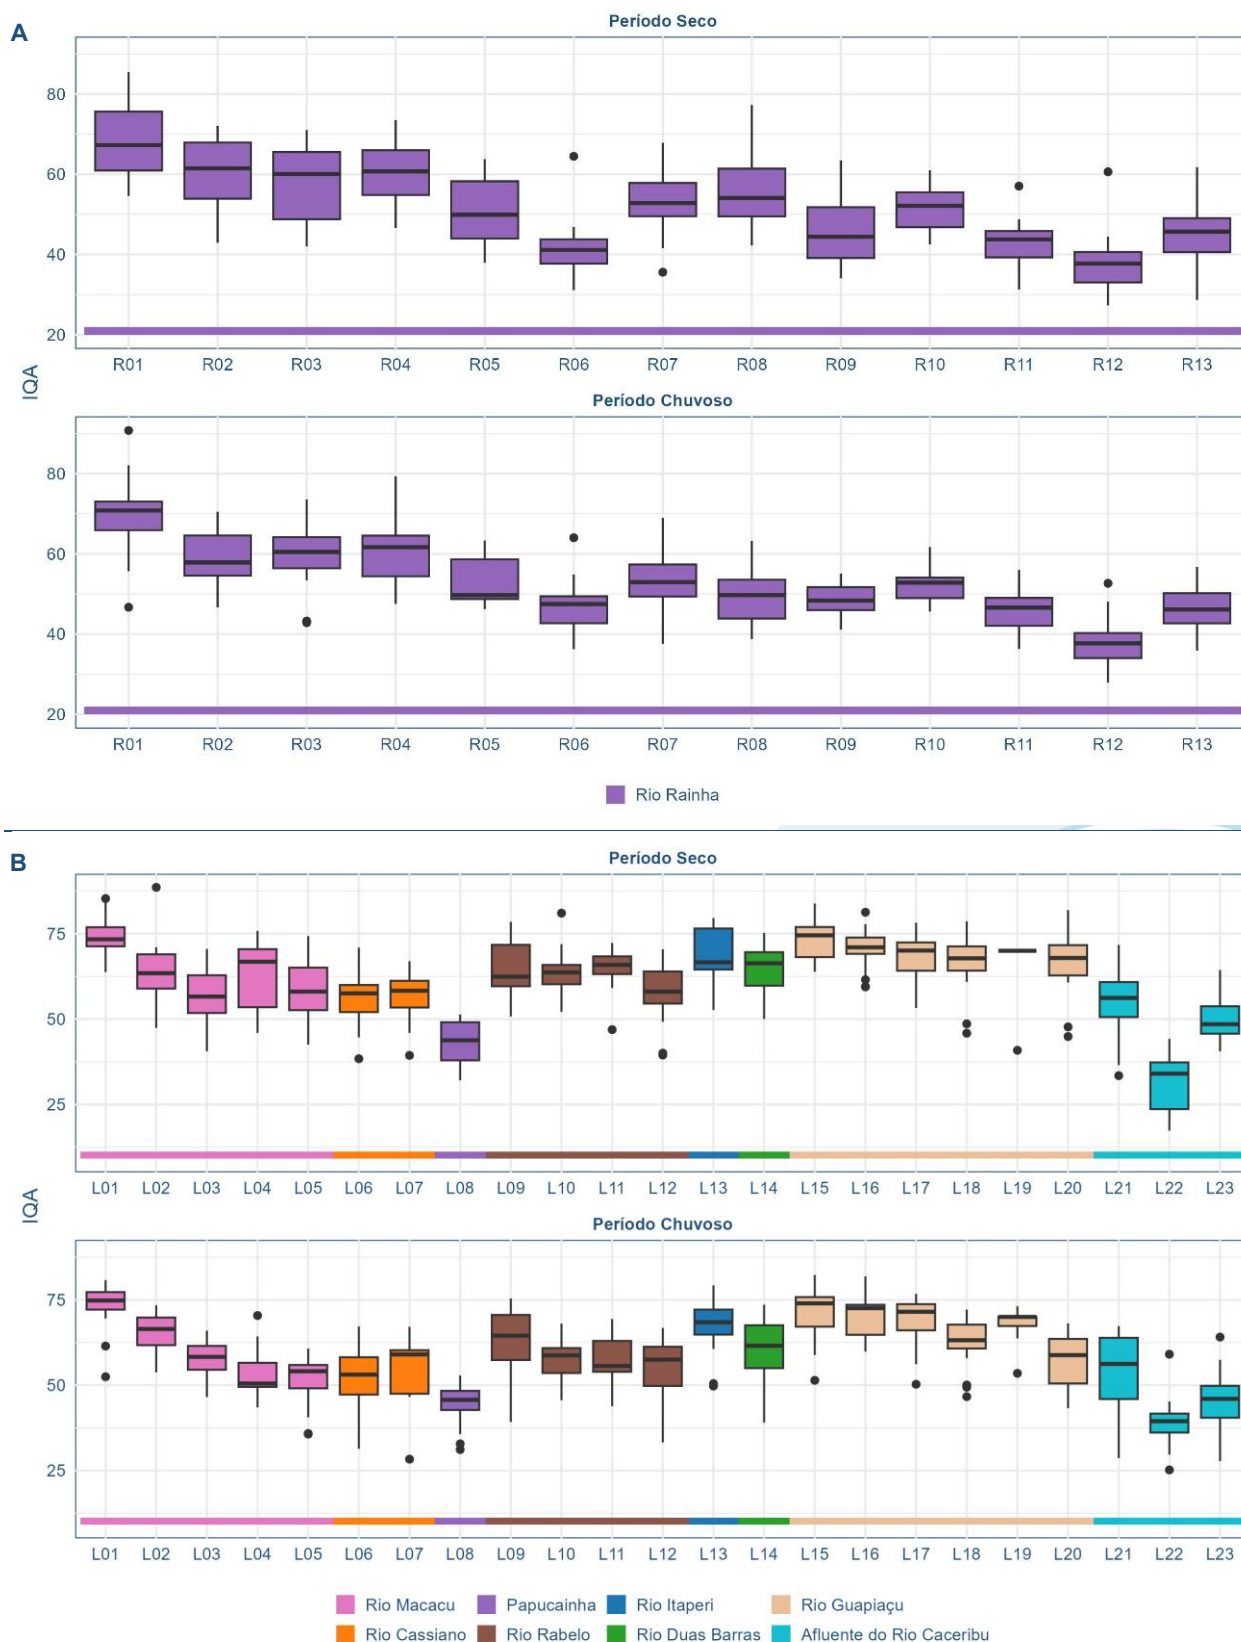 A
Período Seco
80
60
40
20
R01 R02 R03 R04 R05 R06 R07 R08 R09 R10 R11 R12 R13
IQA
Período Chuvoso
80
60
40
20
R01 R02 R03 R04 R05 R06 R07 R08 R09 R10 R11 R12 R13
Rio Rainha
B
Período Seco
75
50
25
L01 L02 L03 L04 L05 L06 L07 L08 L09 L10 L11 L12 L13 L14 L15 L16 L17 L18 L19 L20 L21 L22 L23
IQA
Período Chuvoso
75
50
25
L01 L02 L03 L04 L05 L06 L07 L08 L09 L10 L11 L12 L13 L14 L15 L16 L17 L18 L19 L20 L21 L22 L23
Rio Macacu Papucainha Rio Itaperi Rio Guapiaçu
Rio Cassiano Rio Rabelo Rio Duas Barras Afluente do Rio Caceribu